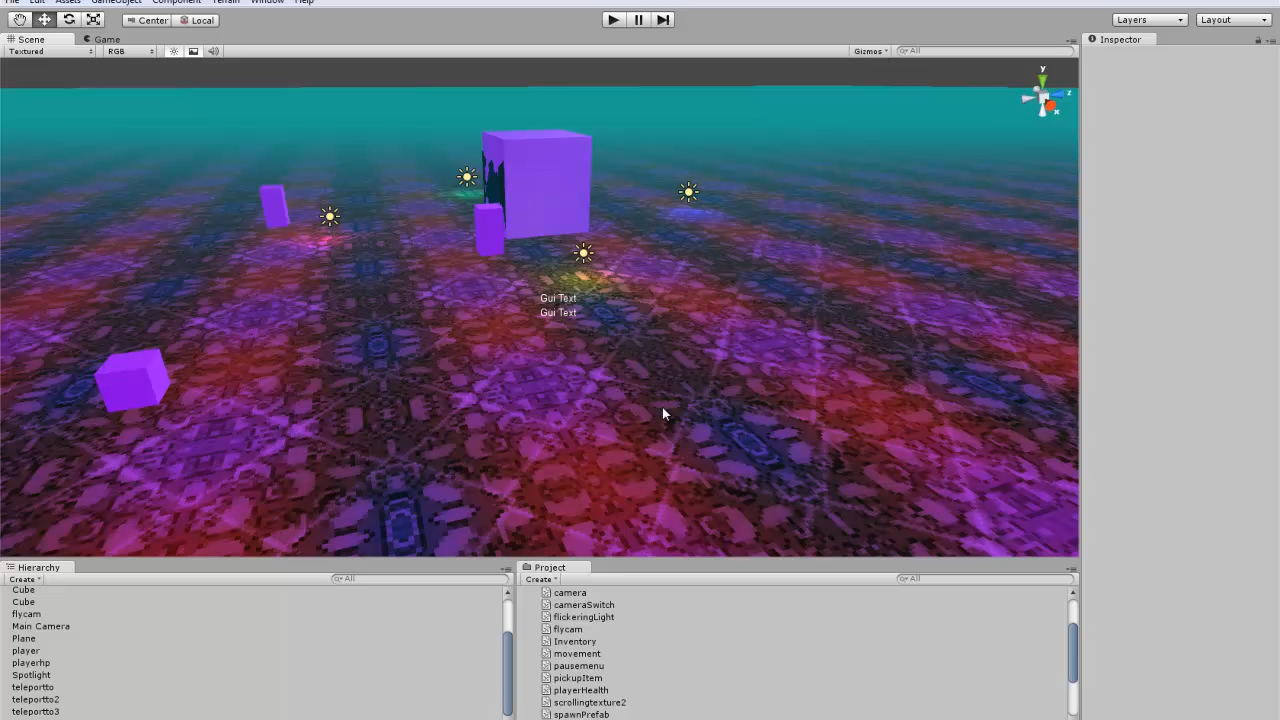 File Edit Assets GameObject Component Terrain Window Help
Center Local Layers Layout
Scene Game Inspector
Textured RGB Gizmos All
y
z
x
Gui Text
Gui Text
Hierarchy
Create All
Cube
Cube
flycam
Main Camera
Plane
player
playerhp
Spotlight
teleportto
teleportto2
teleportto3
Project
Create All
camera
cameraSwitch
flickeringLight
flycam
Inventory
movement
pausemenu
pickupItem
playerHealth
scrollingtexture2
spawnPrefab